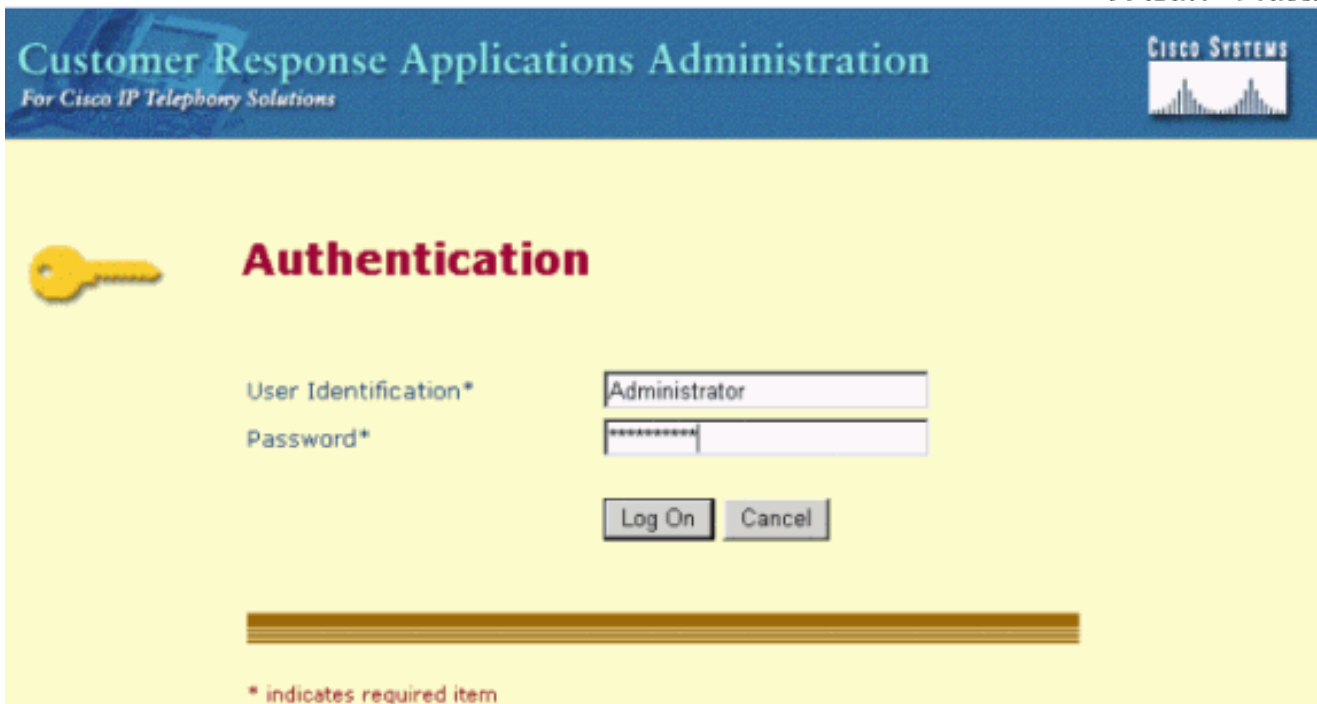 Customer Response Applications Administration
For Cisco IP Telephony Solutions
CISCO SYSTEMS
Authentication
User Identification* Administrator
Password* **********
Log On Cancel
* indicates required item